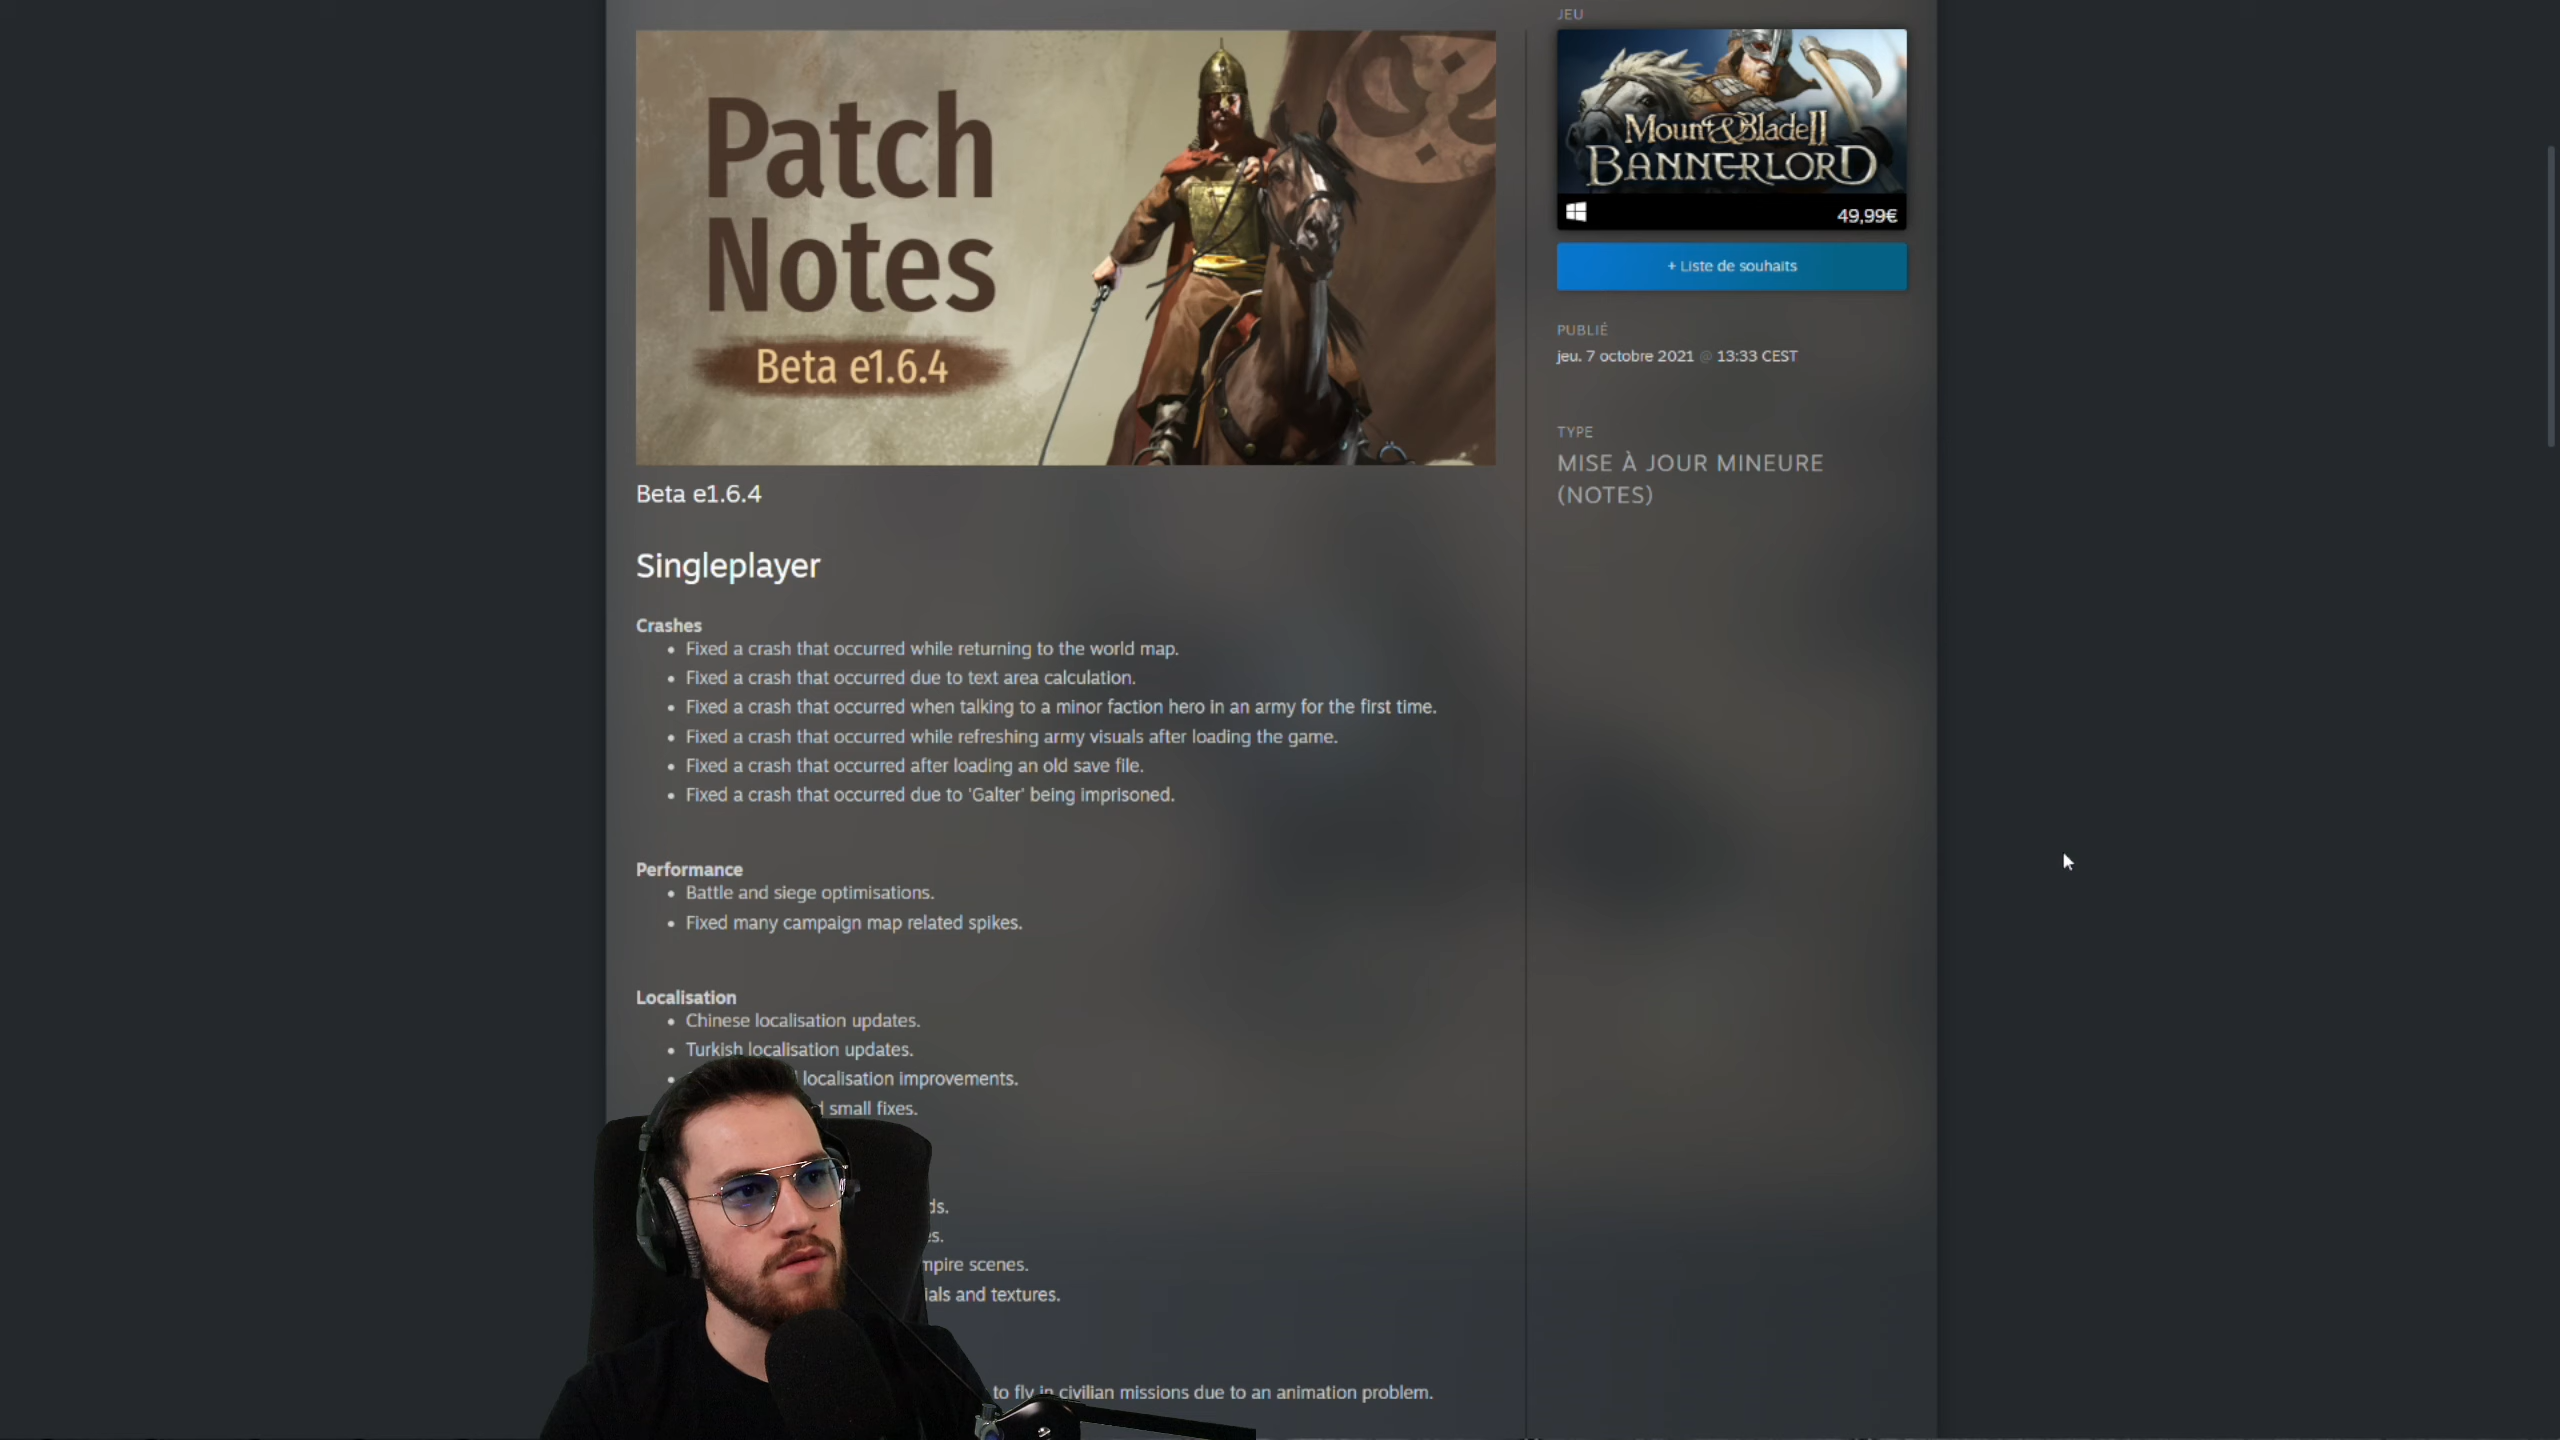 JEU
Patch
Notes
Beta e1.6.4
Mount & Blade II
BANNERLORD
49,99€
+ Liste de souhaits
PUBLIÉ
jeu. 7 octobre 2021 @ 13:33 CEST
TYPE
MISE À JOUR MINEURE
(NOTES)
Beta e1.6.4
Singleplayer
Crashes
• Fixed a crash that occurred while returning to the world map.
• Fixed a crash that occurred due to text area calculation.
• Fixed a crash that occurred when talking to a minor faction hero in an army for the first time.
• Fixed a crash that occurred while refreshing army visuals after loading the game.
• Fixed a crash that occurred after loading an old save file.
• Fixed a crash that occurred due to 'Galter' being imprisoned.
Performance
• Battle and siege optimisations.
• Fixed many campaign map related spikes.
Localisation
• Chinese localisation updates.
• Turkish localisation updates.
• localisation improvements.
small fixes.
scenes.
and textures.
to fly in civilian missions due to an animation problem.